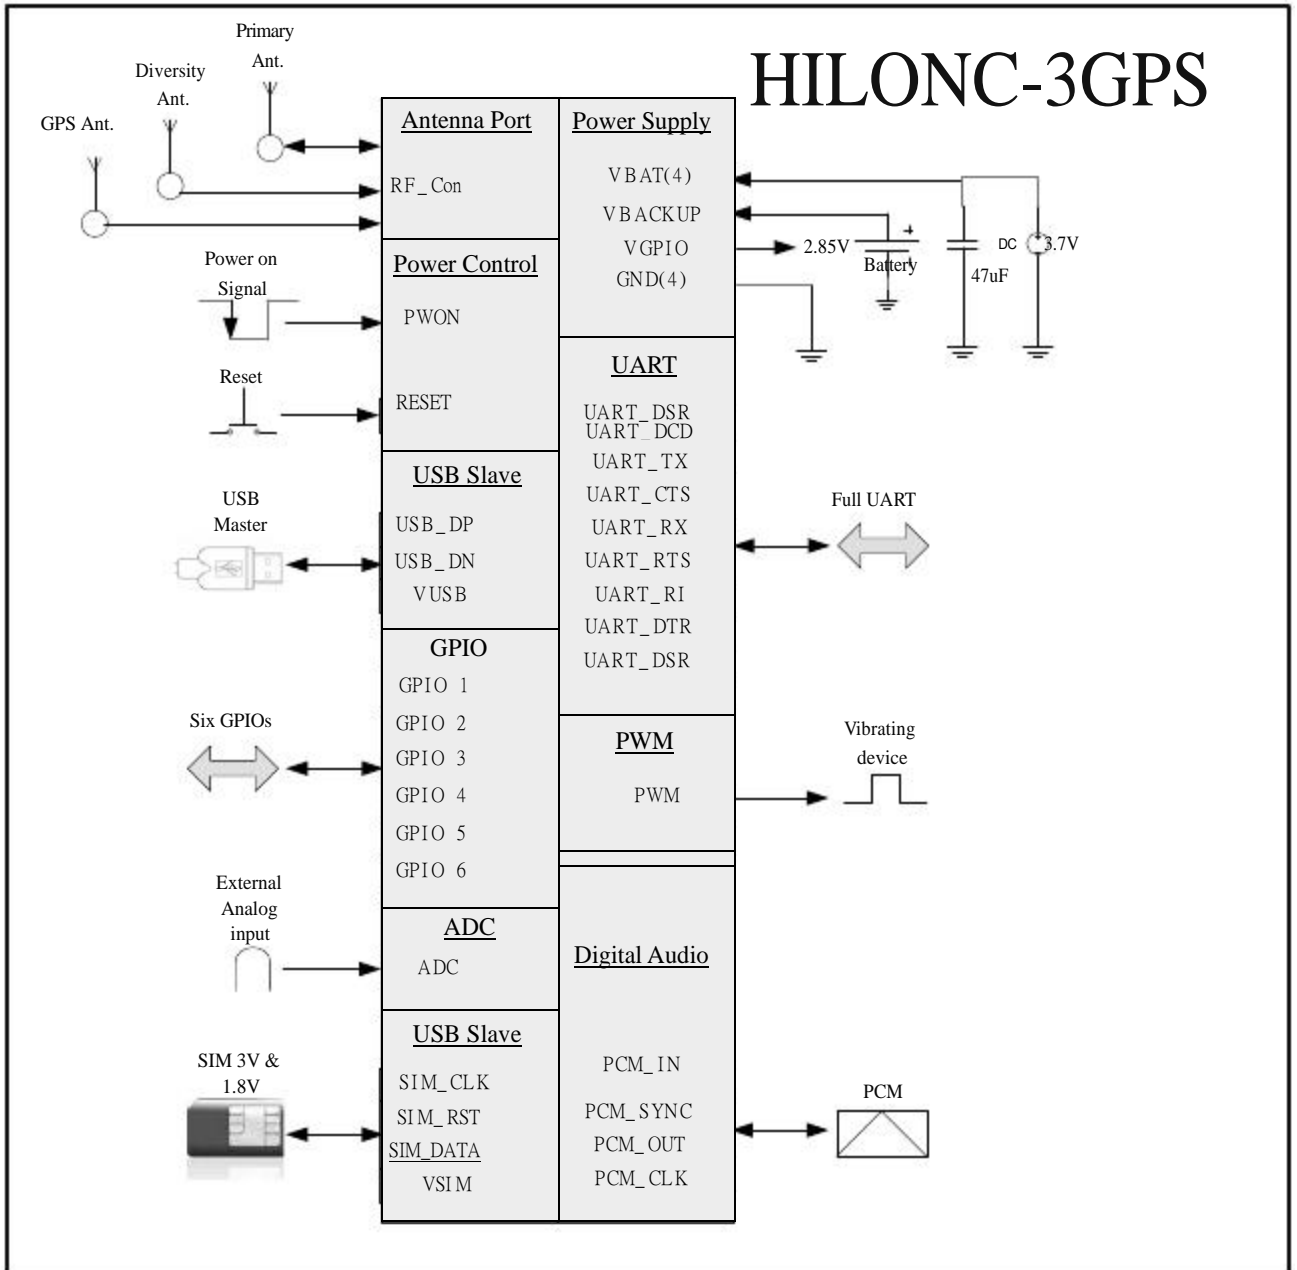 HILONC-3GPS
Primary
Ant.
Diversity
Ant.
GPS Ant.
Antenna Port
RF_Con
Power on
Signal
Power Control
PWON
Reset
RESET
USB
Master
USB Slave
USB_DP
USB_DN
VUSB
Six GPIOs
GPIO
GPIO 1
GPIO 2
GPIO 3
GPIO 4
GPIO 5
GPIO 6
External
Analog
input
ADC
ADC
SIM 3V &
1.8V
USB Slave
SIM_CLK
SIM_RST
SIM_DATA
VSIM
Power Supply
VBAT(4)
VBACKUP
VGPIO
GND(4)
2.85V
+
Battery
47uF
DC
3.7V
UART
UART_DSR
UART_DCD
UART_TX
UART_CTS
UART_RX
UART_RTS
UART_RI
UART_DTR
UART_DSR
Full UART
PWM
PWM
Vibrating
device
Digital Audio
PCM_IN
PCM_SYNC
PCM_OUT
PCM_CLK
PCM